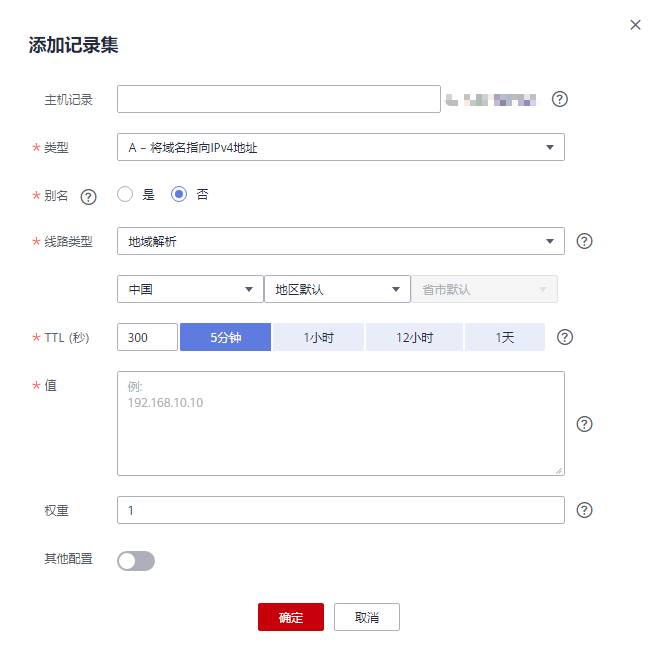 添加记录集
主机记录
* 类型 A – 将域名指向IPv4地址
* 别名 ? 是 否
* 线路类型 地域解析 ?
中国 地区默认 省市默认
* TTL (秒) 300 5分钟 1小时 12小时 1天 ?
* 值 例:
192.168.10.10
权重 1 ?
其他配置
确定 取消